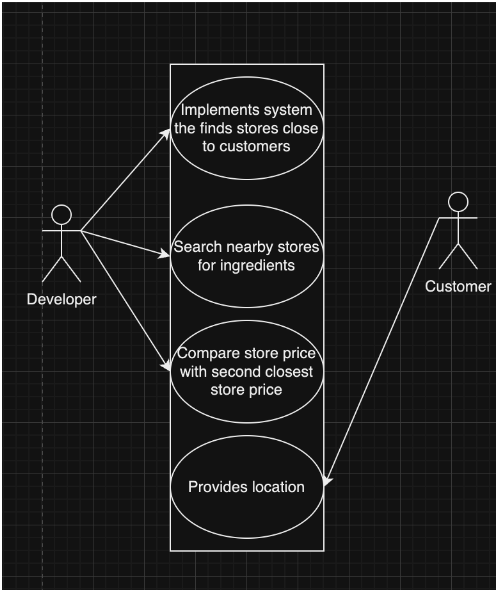 Implements system
the finds stores close
to customers
Search nearby stores
for ingredients
Developer
Customer
Compare store price
with second closest
store price
Provides location